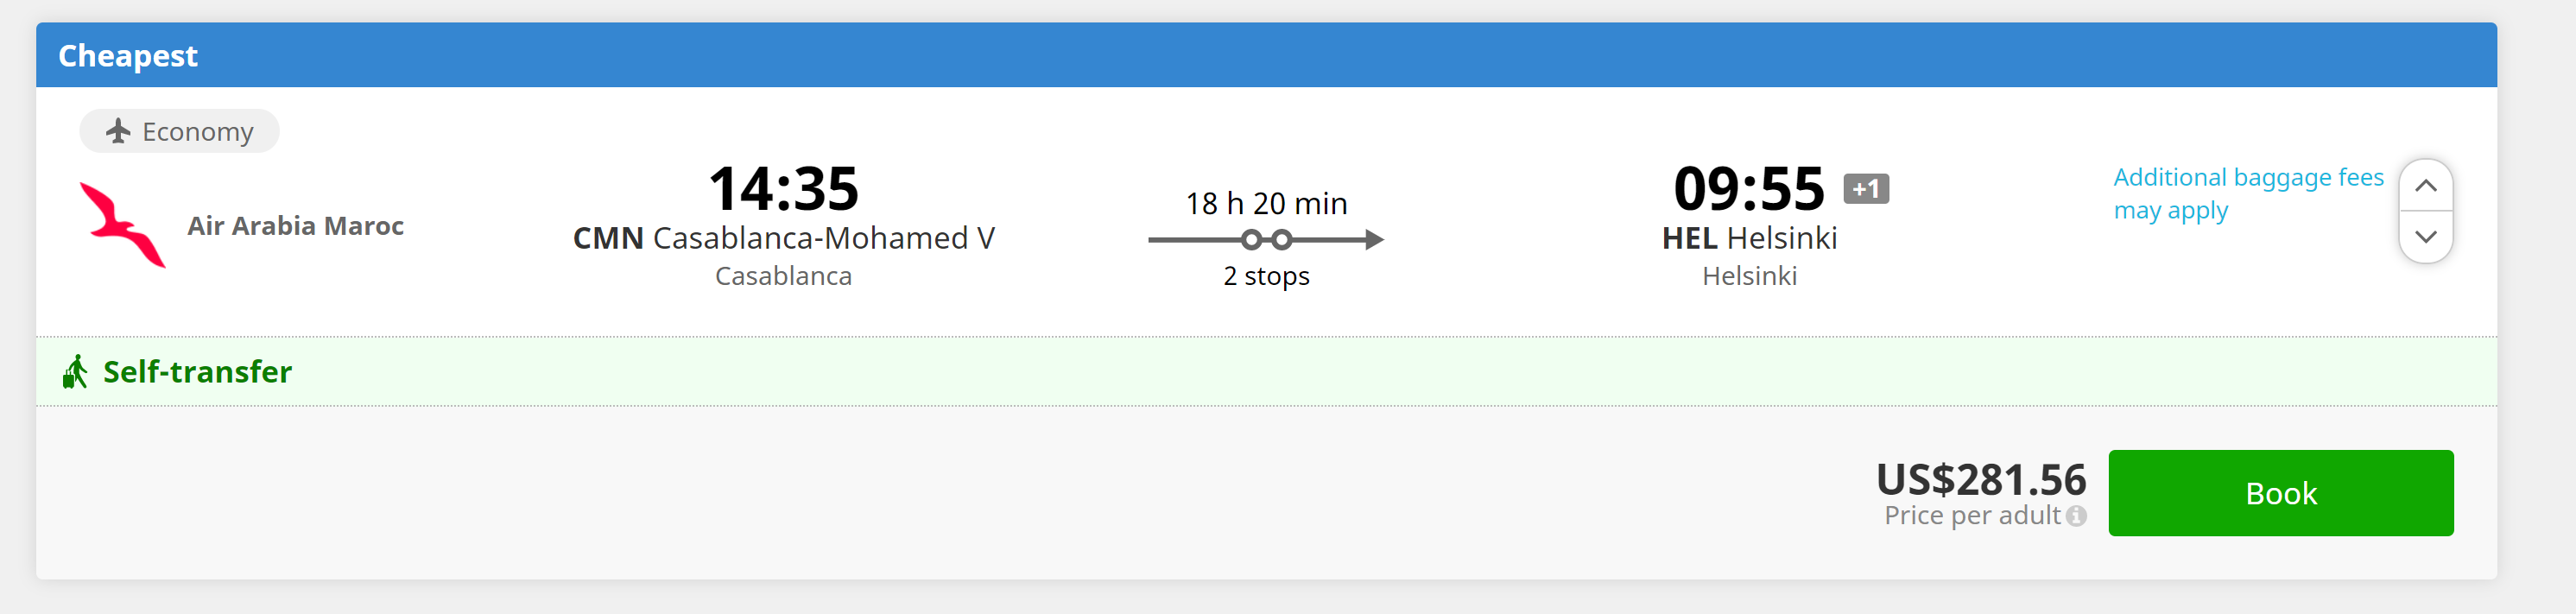 Cheapest
Economy
Air Arabia Maroc
14:35
CMN Casablanca-Mohamed V
Casablanca
18 h 20 min
2 stops
09:55 +1
HEL Helsinki
Helsinki
Additional baggage fees
may apply
Self-transfer
US$281.56
Price per adult
Book